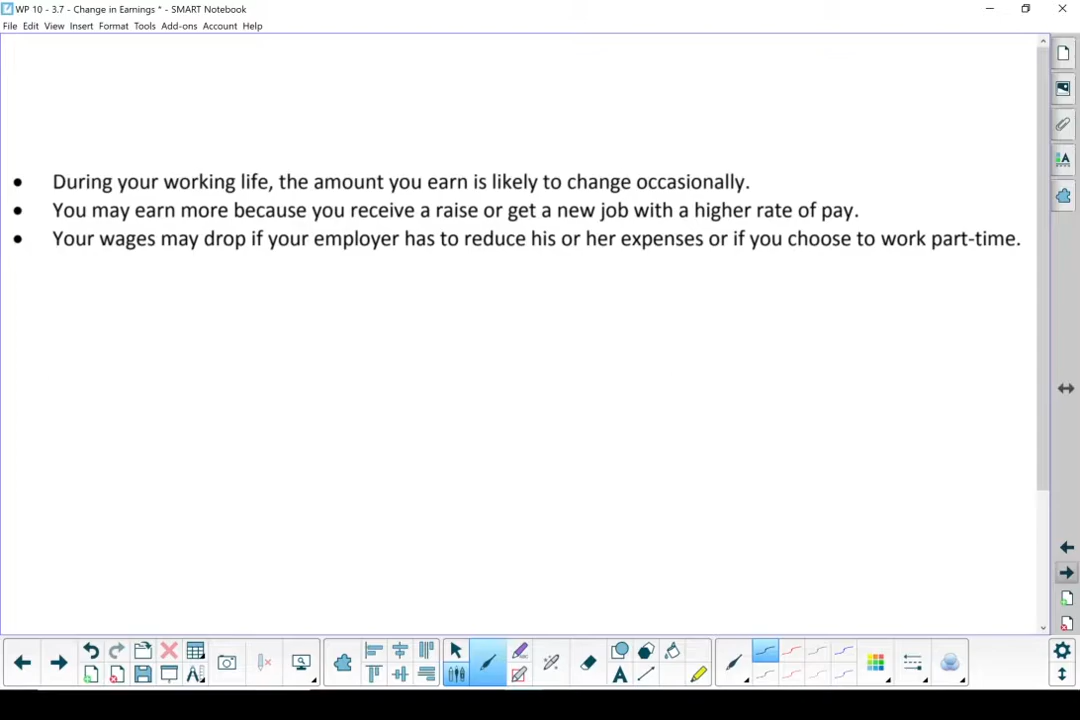 WP 10 - 3.7 - Change in Earnings * - SMART Notebook
File Edit View Insert Format Tools Add-ons Account Help
• During your working life, the amount you earn is likely to change occasionally.
• You may earn more because you receive a raise or get a new job with a higher rate of pay.
• Your wages may drop if your employer has to reduce his or her expenses or if you choose to work part-time.